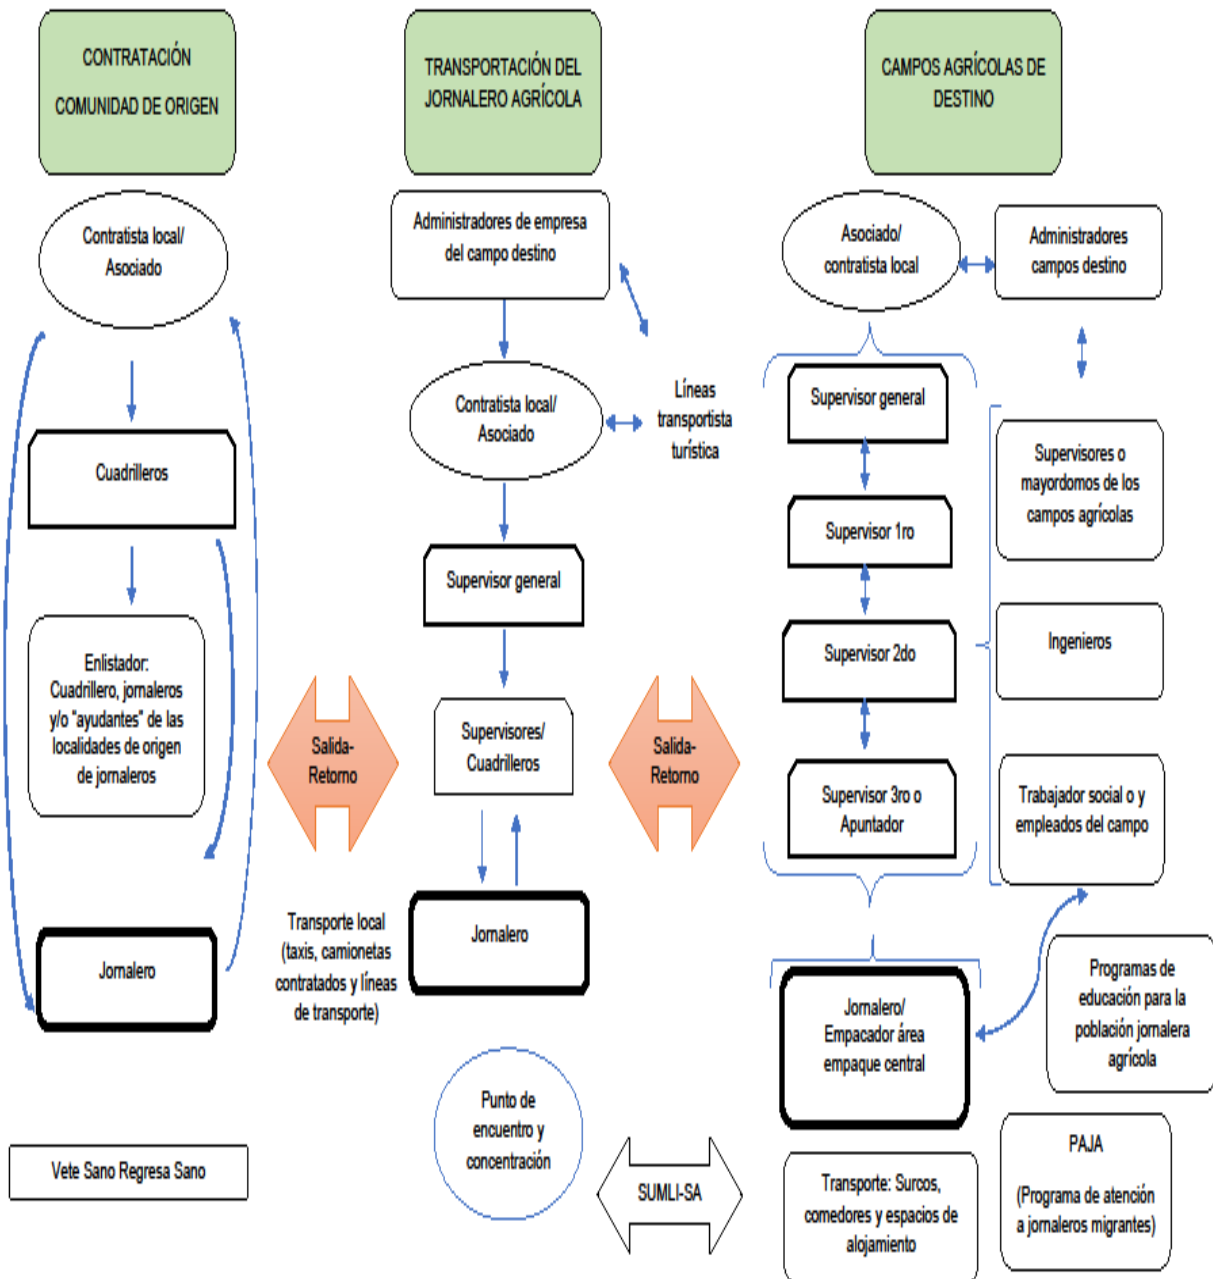 CONTRATACIÓN
COMUNIDAD DE ORIGEN
Contratista local/
Asociado
Cuadrilleros
Enlistador:
Cuadrillero, jornaleros
y/o "ayudantes" de las
localidades de origen
de jornaleros
Jornalero
Vete Sano Regresa Sano
Salida-
Retorno
Transporte local
(taxis, camionetas
contratados y líneas
de transporte)
TRANSPORTACIÓN DEL
JORNALERO AGRÍCOLA
Administradores de empresa
del campo destino
Contratista local/
Asociado
Líneas
transportista
turística
Supervisor general
Supervisores/
Cuadrilleros
Jornalero
Punto de
encuentro y
concentración
Salida-
Retorno
SUMLI-SA
CAMPOS AGRÍCOLAS DE
DESTINO
Asociado/
contratista local
Administradores
campos destino
Supervisor general
Supervisor 1ro
Supervisor 2do
Supervisor 3ro o
Apuntador
Supervisores o
mayordomos de los
campos agrícolas
Ingenieros
Trabajador social o y
empleados del campo
Jornalero/
Empacador área
empaque central
Programas de
educación para la
población jornalera
agrícola
Transporte: Surcos,
comedores y espacios de
alojamiento
PAJA
(Programa de atención
a jornaleros migrantes)